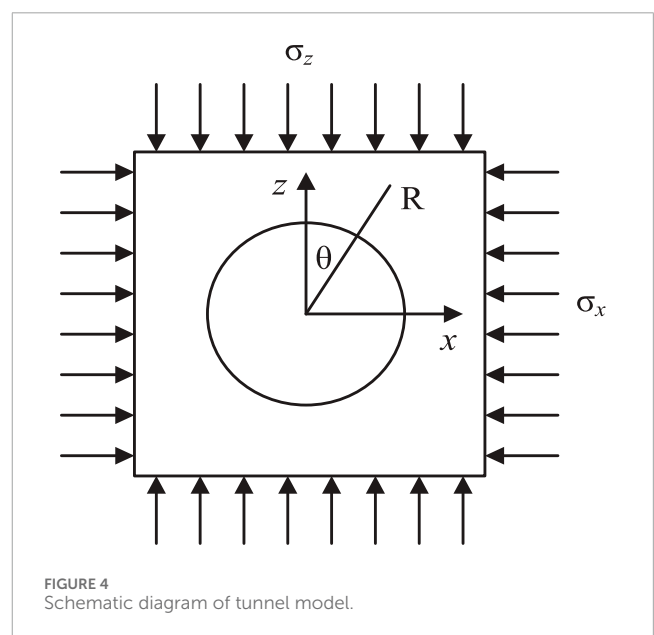 σz
z
R
θ
σx
x
FIGURE 4
Schematic diagram of tunnel model.